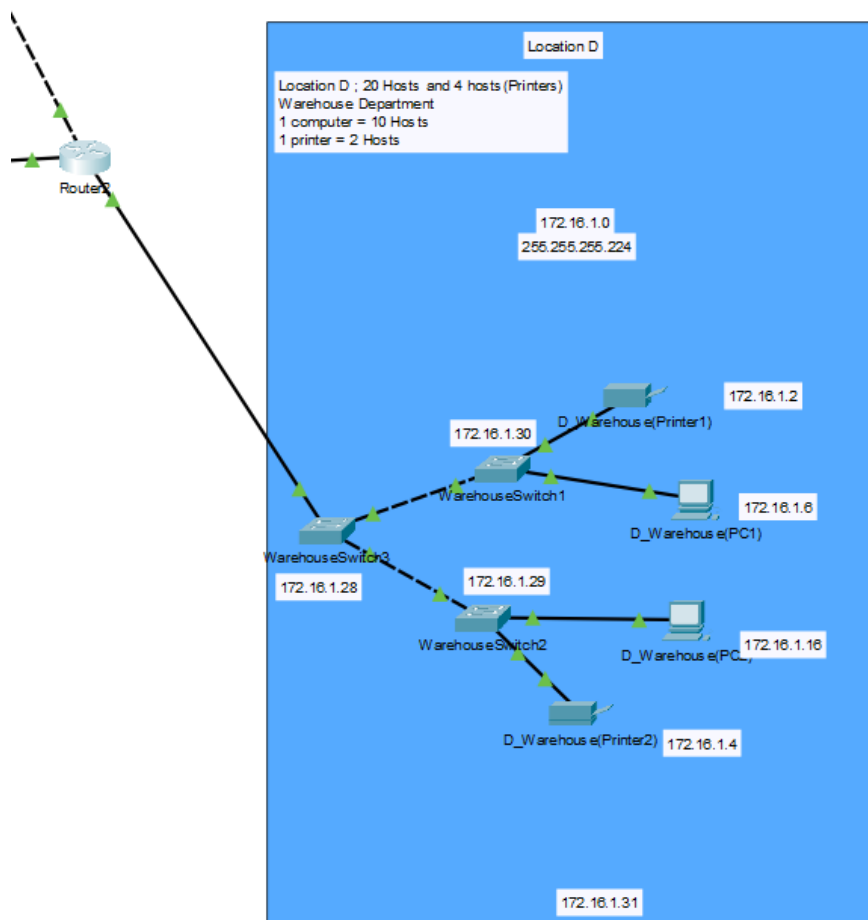 Location D
Location D ; 20 Hosts and 4 hosts(Printers)
Warehouse Department
1 computer = 10 Hosts
1 printer = 2 Hosts
Router2
172.16.1.0
255.255.255.224
172.16.1.2
D_Warehouse(Printer1)
172.16.1.30
WarehouseSwitch1
172.16.1.6
D_Warehouse(PC1)
WarehouseSwitch3
172.16.1.28
172.16.1.29
WarehouseSwitch2
D_Warehouse(PC2)
172.16.1.16
D_Warehouse(Printer2)
172.16.1.4
172.16.1.31